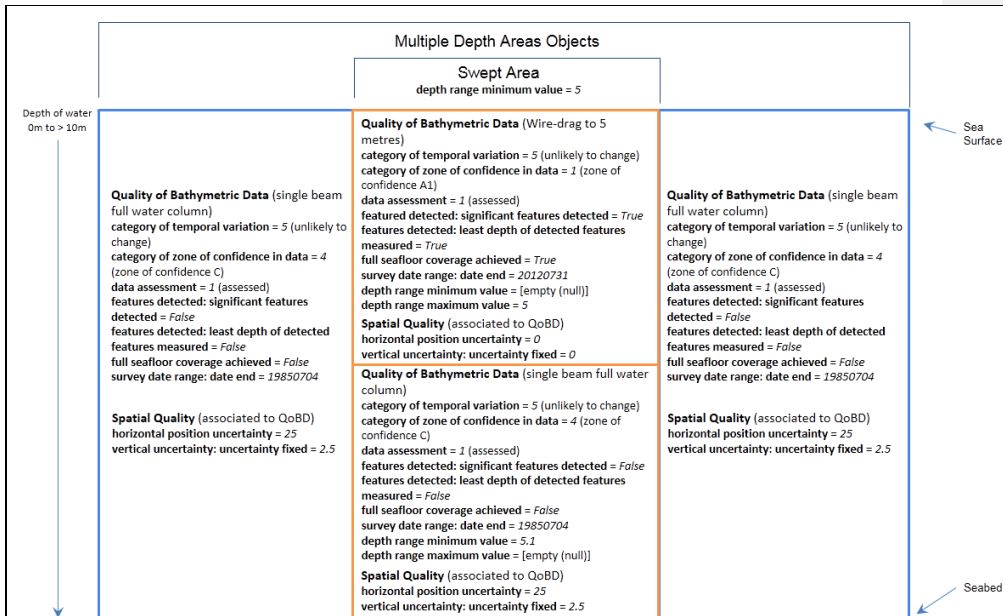 Multiple Depth Areas Objects
Swept Area
depth range minimum value = 5
Depth of water
0m to > 10m
Sea
Surface
Quality of Bathymetric Data (single beam
full water column)
category of temporal variation = 5 (unlikely to
change)
category of zone of confidence in data = 4
(zone of confidence C)
data assessment = 1 (assessed)
features detected: significant features
detected = False
features detected: least depth of detected
features measured = False
full seafloor coverage achieved = False
survey date range: date end = 19850704
Spatial Quality (associated to QoBD)
horizontal position uncertainty = 25
vertical uncertainty: uncertainty fixed = 2.5
Quality of Bathymetric Data (Wire-drag to 5
metres)
category of temporal variation = 5 (unlikely to change)
category of zone of confidence in data = 1 (zone of
confidence A1)
data assessment = 1 (assessed)
featured detected: significant features detected = True
features detected: least depth of detected features
measured = True
full seafloor coverage achieved = True
survey date range: date end = 20120731
depth range minimum value = [empty (null)]
depth range maximum value = 5
Spatial Quality (associated to QoBD)
horizontal position uncertainty = 0
vertical uncertainty: uncertainty fixed = 0
Quality of Bathymetric Data (single beam full water
column)
category of temporal variation = 5 (unlikely to change)
category of zone of confidence in data = 4 (zone of
confidence C)
data assessment = 1 (assessed)
features detected: significant features detected = False
features detected: least depth of detected features
measured = False
full seafloor coverage achieved = False
survey date range: date end = 19850704
depth range minimum value = 5.1
depth range maximum value = [empty (null)]
Spatial Quality (associated to QoBD)
horizontal position uncertainty = 25
vertical uncertainty: uncertainty fixed = 2.5
Quality of Bathymetric Data (single beam
full water column)
category of temporal variation = 5 (unlikely to
change)
category of zone of confidence in data = 4
(zone of confidence C)
data assessment = 1 (assessed)
features detected: significant features
detected = False
features detected: least depth of detected
features measured = False
full seafloor coverage achieved = False
survey date range: date end = 19850704
Spatial Quality (associated to QoBD)
horizontal position uncertainty = 25
vertical uncertainty: uncertainty fixed = 2.5
Seabed